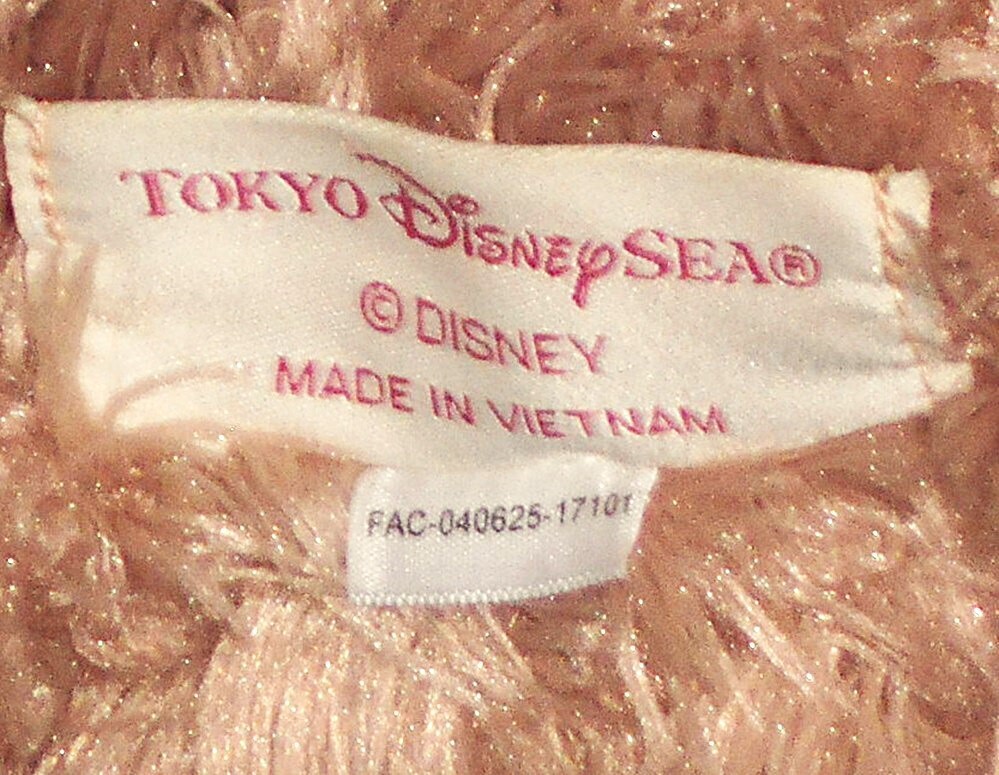 TOKYO DISNEYSEA®
© DISNEY
MADE IN VIETNAM
FAC-040625-17101